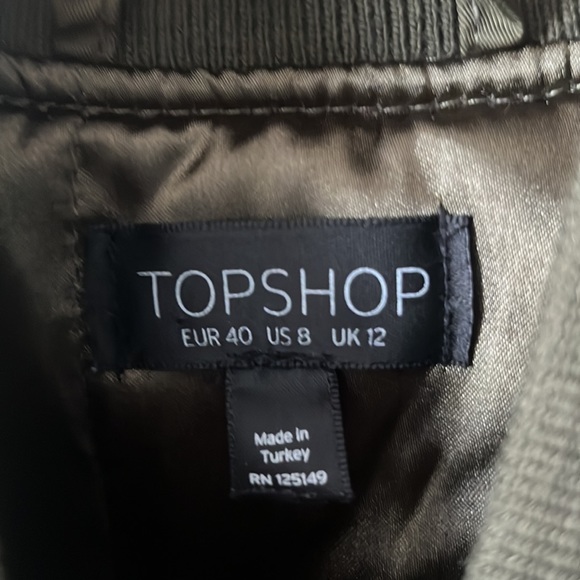 TOPSHOP
EUR 40 US 8 UK 12
Made in
Turkey
RN 125149